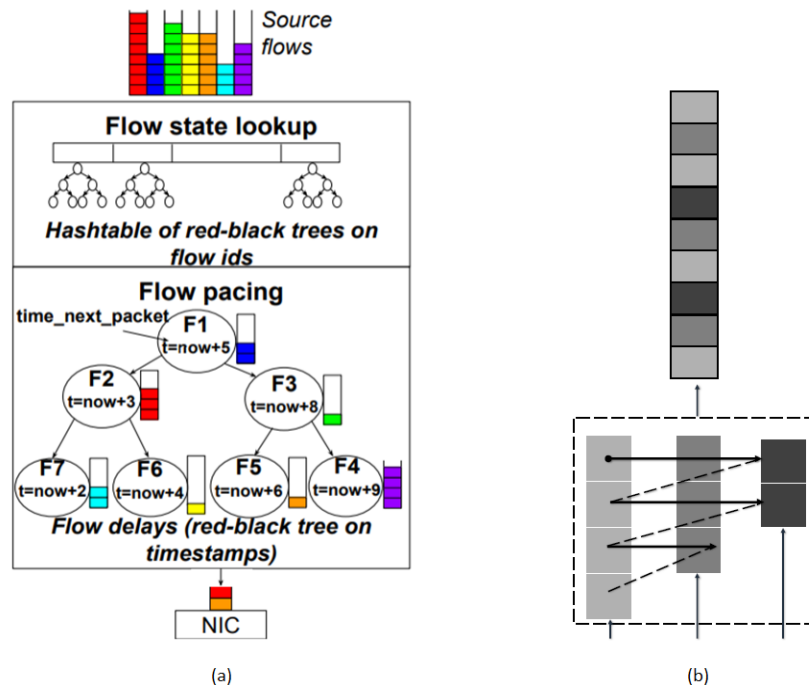 Source
flows
Flow state lookup
Hashtable of red-black trees on
flow ids
Flow pacing
time_next_packet
F1
t=now+5
F2
t=now+3
F3
t=now+8
F7
t=now+2
F6
t=now+4
F5
t=now+6
F4
t=now+9
Flow delays (red-black tree on
timestamps)
NIC
(a)
(b)